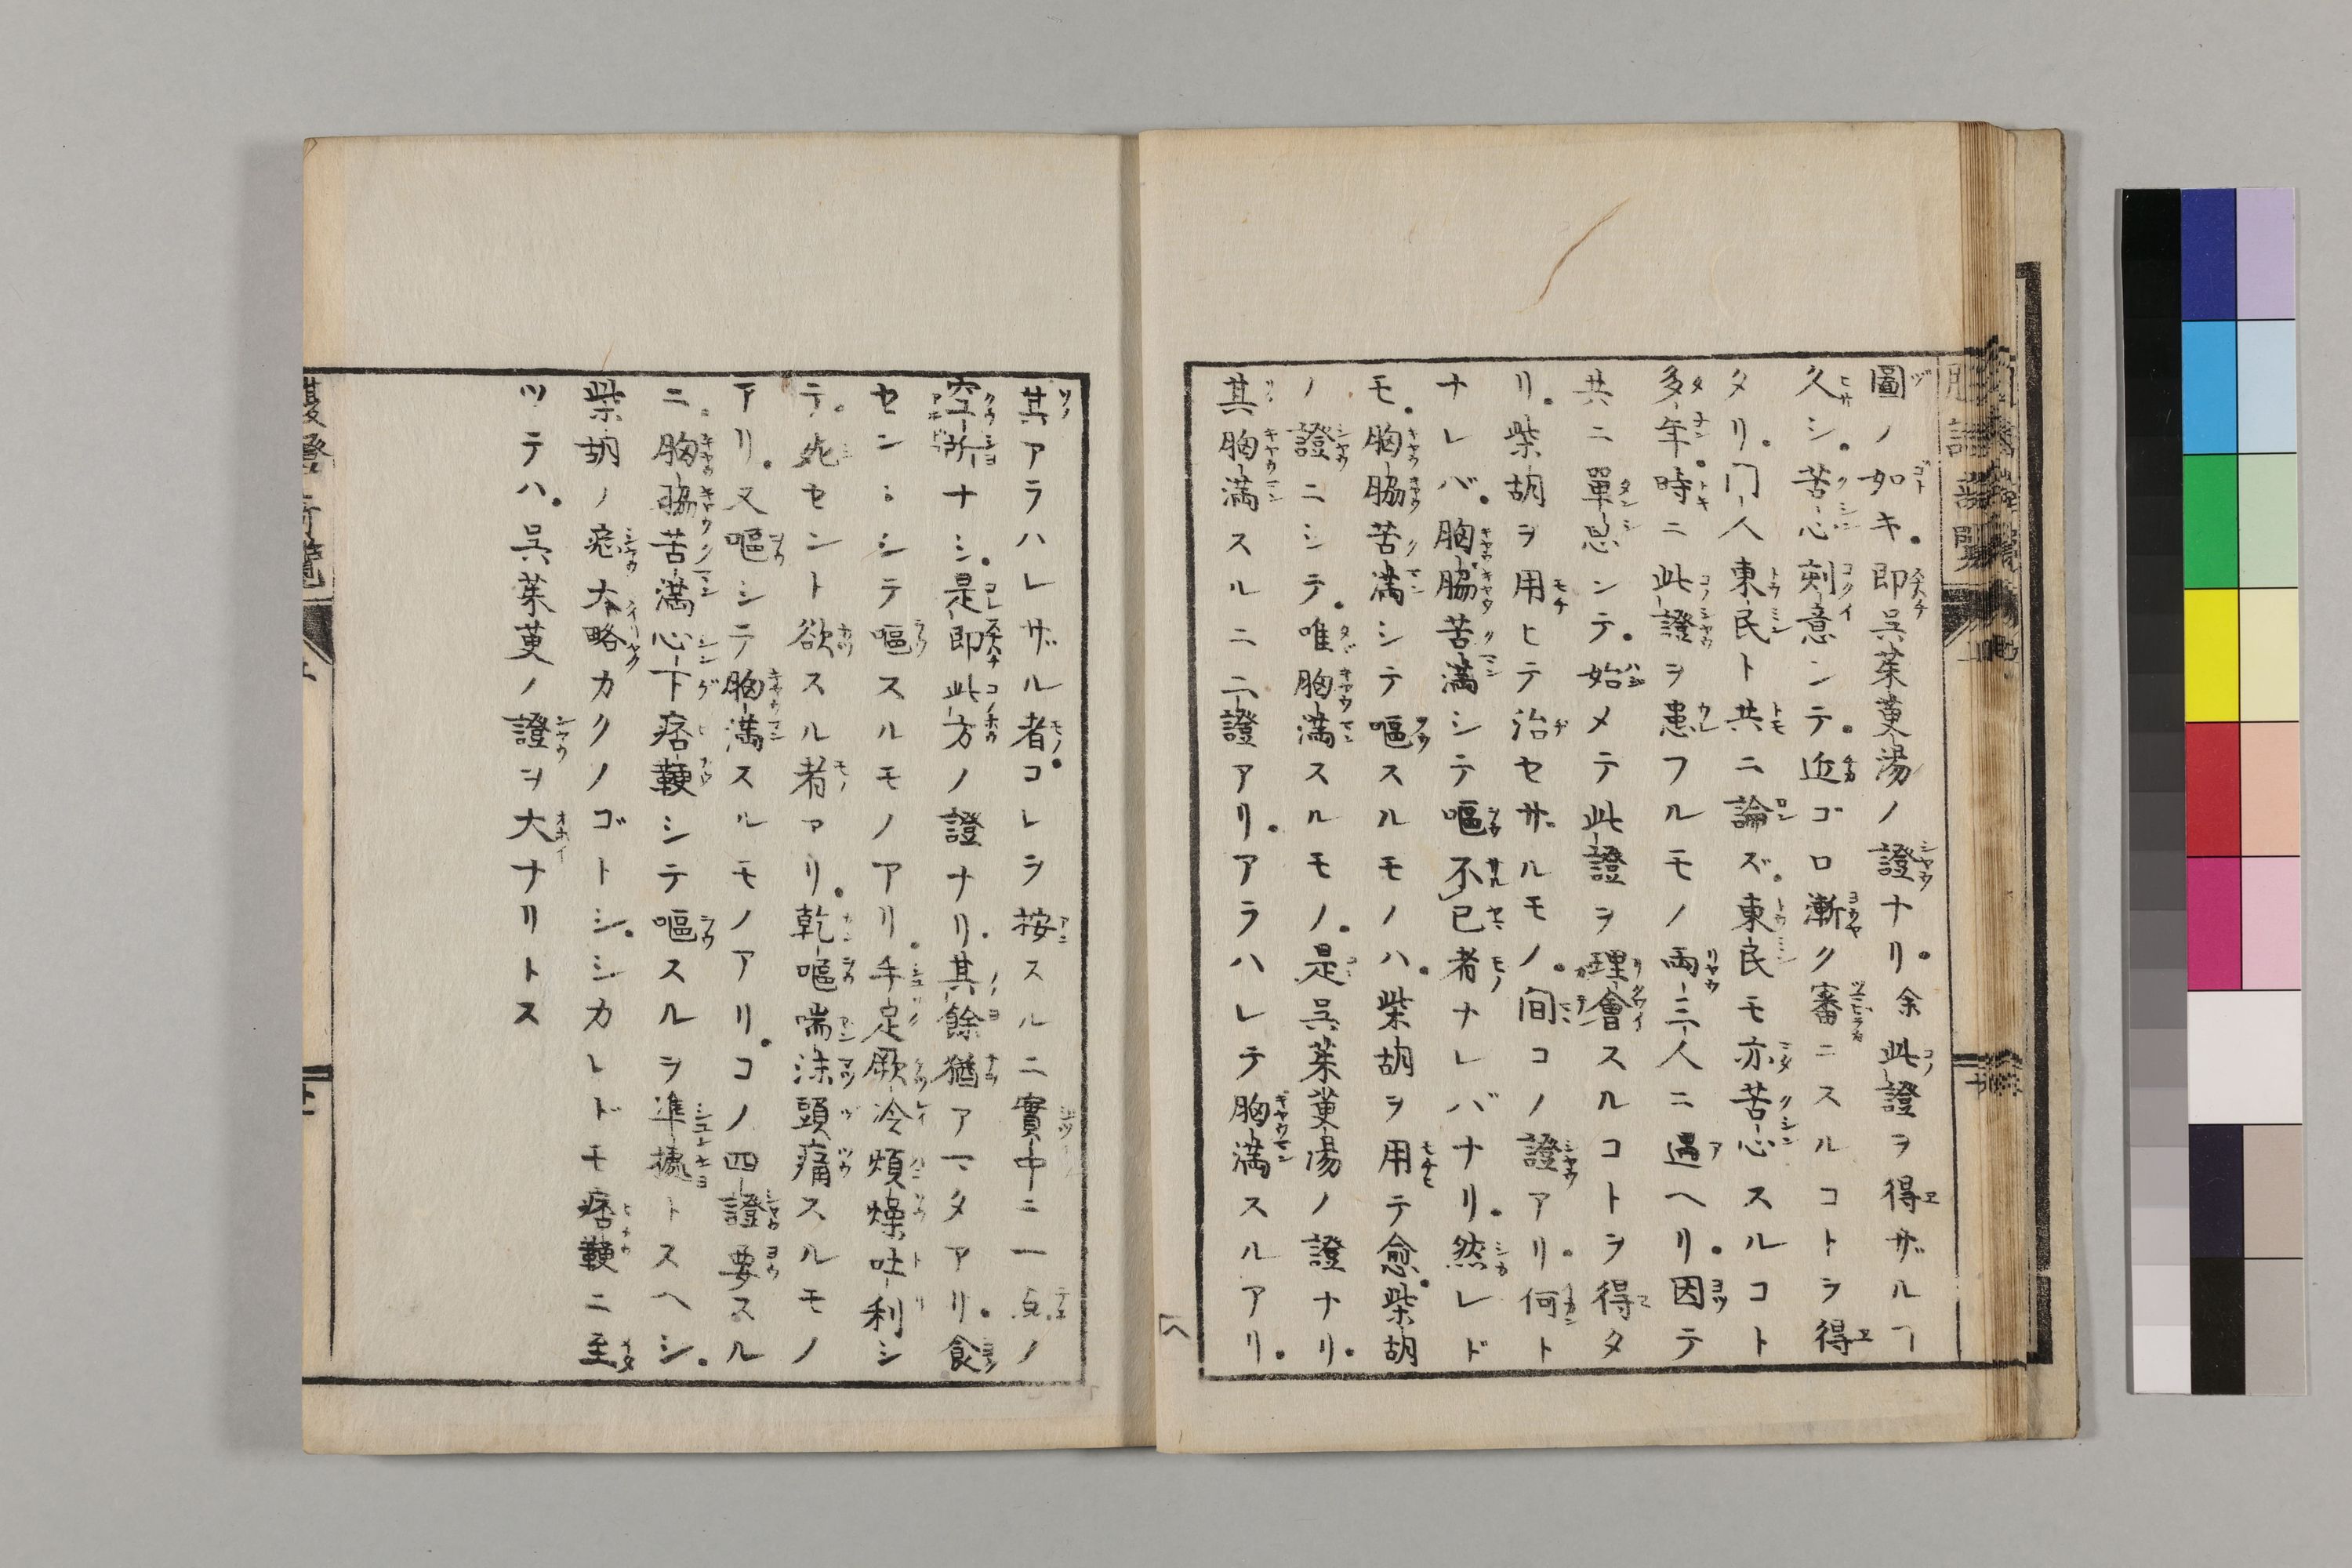 圖ノ如キ。即呉茱萸湯ノ證ナリ。余此證ヲ得ザルヿ
久シ。苦心刻意シテ。近ゴロ漸ク審ニスルコトヲ得
タリ。门人東民ト共ニ論ズ。東民モ亦苦心スルコト
多年。時ニ此證ヲ患フルモノ両三人ニ遇ヘリ。因テ
共ニ單思シテ。始メテ此證ヲ理會スルコトヲ得タ
リ。柴胡ヲ用ヒテ治セザルモノ。間コノ證アリ。何ト
ナレバ。胸脇苦満シテ嘔不已者ナレバナリ。然レド
モ。胸脇苦満シテ嘔スルモノハ。柴胡ヲ用テ愈。柴胡
ノ證ニシテ。唯胸満スルモノ。是呉茱萸湯ノ證ナリ。
其胸満スルニ二證アリ。アラハレテ胸満スルアリ。
其アラハレザル者。コレヲ按スルニ實中ニ一点ノ
空所ナシ。是即此方ノ證ナリ。其餘猶アマタアリ。食
センヽシテ嘔スルモノアリ。手足厥冷煩燥吐利シ
テ。死セント欲スル者アリ。乾嘔喘沫頭痛スルモノ
アリ。又嘔シテ胸満スルモノアリ。コノ四證要スル
ニ。胸脇苦満心下痞鞕シテ嘔スルヲ準據トスヘシ。
柴胡ノ症大略カクノゴトシ。シカレドモ痞鞕ニ至
ツテハ。呉茱萸ノ證ヲ大ナリトス